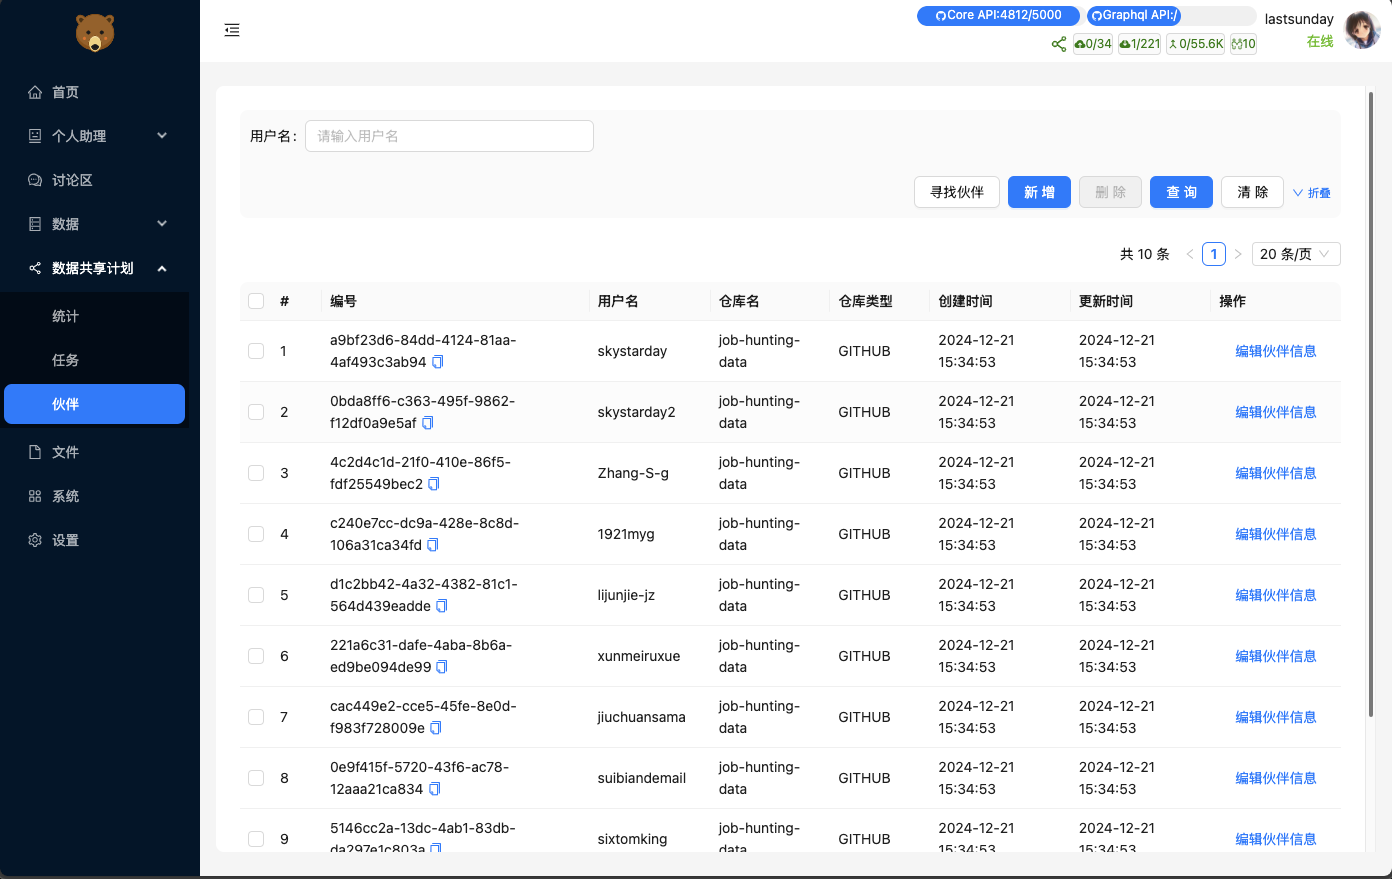 首页
个人助理
讨论区
数据
数据共享计划
统计
任务
伙伴
文件
系统
设置
Core API:4812/5000
Graphql API:/
lastsunday
0/34
1/221
0/55.6K
10
在线
用户名:
请输入用户名
寻找伙伴
新 增
删 除
查 询
清 除
折叠
共 10 条
1
20 条/页
# 编号 用户名 仓库名 仓库类型 创建时间 更新时间 操作
a9bf23d6-84dd-4124-81aa- job-hunting- 2024-12-21 2024-12-21
1 skystarday GITHUB 编辑伙伴信息
4af493c3ab94 data 15:34:53 15:34:53
0bda8ff6-c363-495f-9862- job-hunting- 2024-12-21 2024-12-21
2 skystarday2 GITHUB 编辑伙伴信息
f12df0a9e5af data 15:34:53 15:34:53
4c2d4c1d-21f0-410e-86f5- job-hunting- 2024-12-21 2024-12-21
3 Zhang-S-g GITHUB 编辑伙伴信息
fdf25549bec2 data 15:34:53 15:34:53
c240e7cc-dc9a-428e-8c8d- job-hunting- 2024-12-21 2024-12-21
4 1921myg GITHUB 编辑伙伴信息
106a31ca34fd data 15:34:53 15:34:53
d1c2bb42-4a32-4382-81c1- job-hunting- 2024-12-21 2024-12-21
5 lijunjie-jz GITHUB 编辑伙伴信息
564d439eadde data 15:34:53 15:34:53
221a6c31-dafe-4aba-8b6a- job-hunting- 2024-12-21 2024-12-21
6 xunmeiruxue GITHUB 编辑伙伴信息
ed9be094de99 data 15:34:53 15:34:53
cac449e2-cce5-45fe-8e0d- job-hunting- 2024-12-21 2024-12-21
7 jiuchuansama GITHUB 编辑伙伴信息
f983f728009e data 15:34:53 15:34:53
0e9f415f-5720-43f6-ac78- job-hunting- 2024-12-21 2024-12-21
8 suibiandemail GITHUB 编辑伙伴信息
12aaa21ca834 data 15:34:53 15:34:53
5146cc2a-13dc-4ab1-83db- job-hunting- 2024-12-21 2024-12-21
9 sixtomking GITHUB 编辑伙伴信息
da297e1c803a data 15:34:53 15:34:53